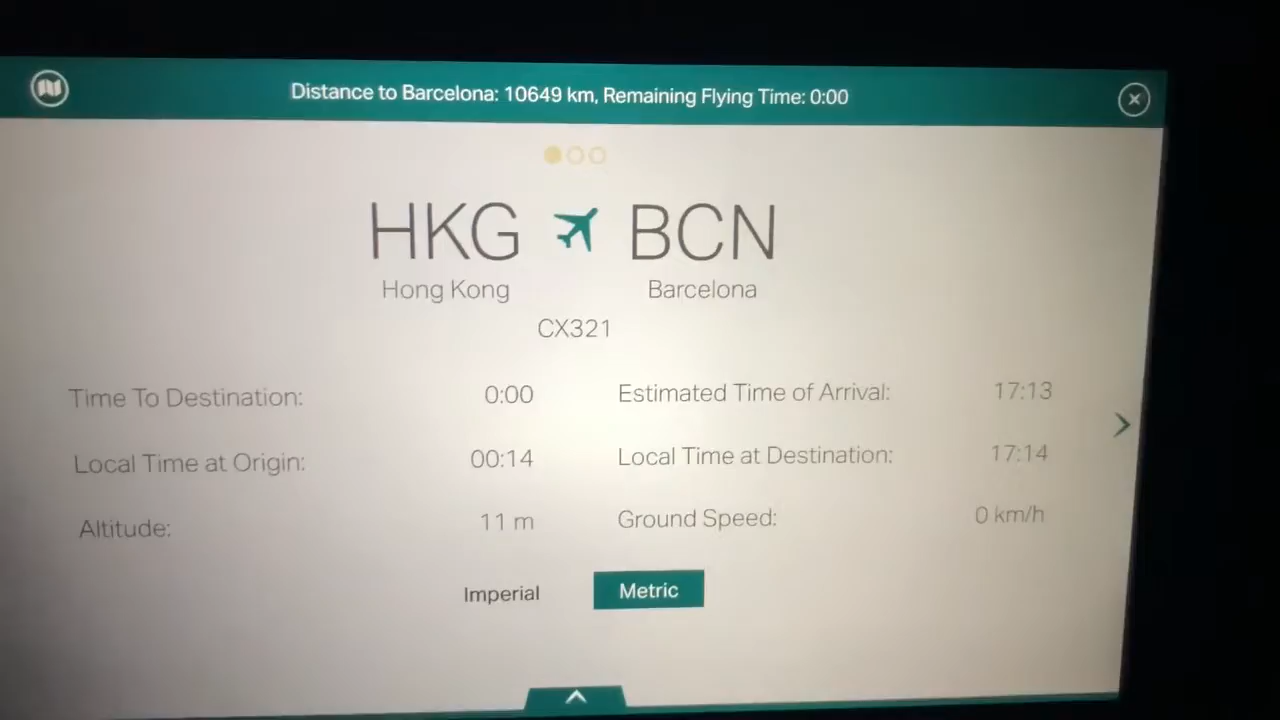 Distance to Barcelona: 10649 km, Remaining Flying Time: 0:00
HKG BCN
Hong Kong Barcelona
CX321
Time To Destination: 0:00 Estimated Time of Arrival: 17:13
Local Time at Origin: 00:14 Local Time at Destination: 17:14
Altitude: 11 m Ground Speed: 0 km/h
Imperial Metric